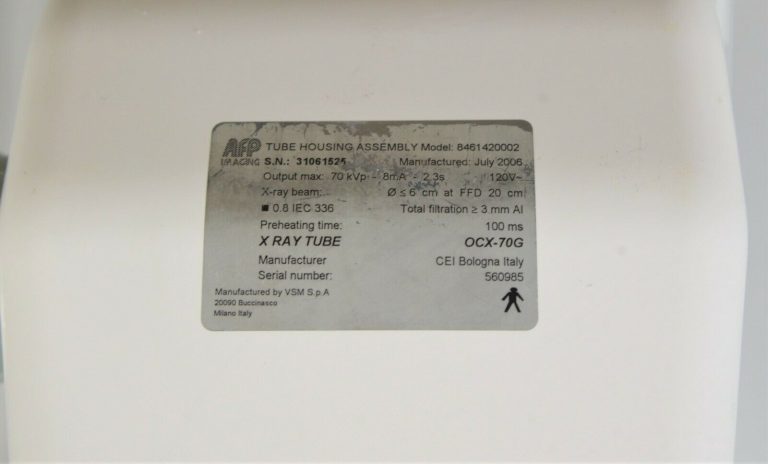 AFP IMAGING
TUBE HOUSING ASSEMBLY Model: 8461420002
S.N.: 31061525 Manufactured: July 2006
Output max: 70 kVp - 8mA - 2.3s 120V~
X-ray beam: Ø ≤ 6 cm at FFD 20 cm
■ 0.8 IEC 336 Total filtration ≥ 3 mm Al
Preheating time: 100 ms
X RAY TUBE OCX-70G
Manufacturer CEI Bologna Italy
Serial number: 560985
Manufactured by VSM S.p.A
20090 Buccinasco
Milano Italy